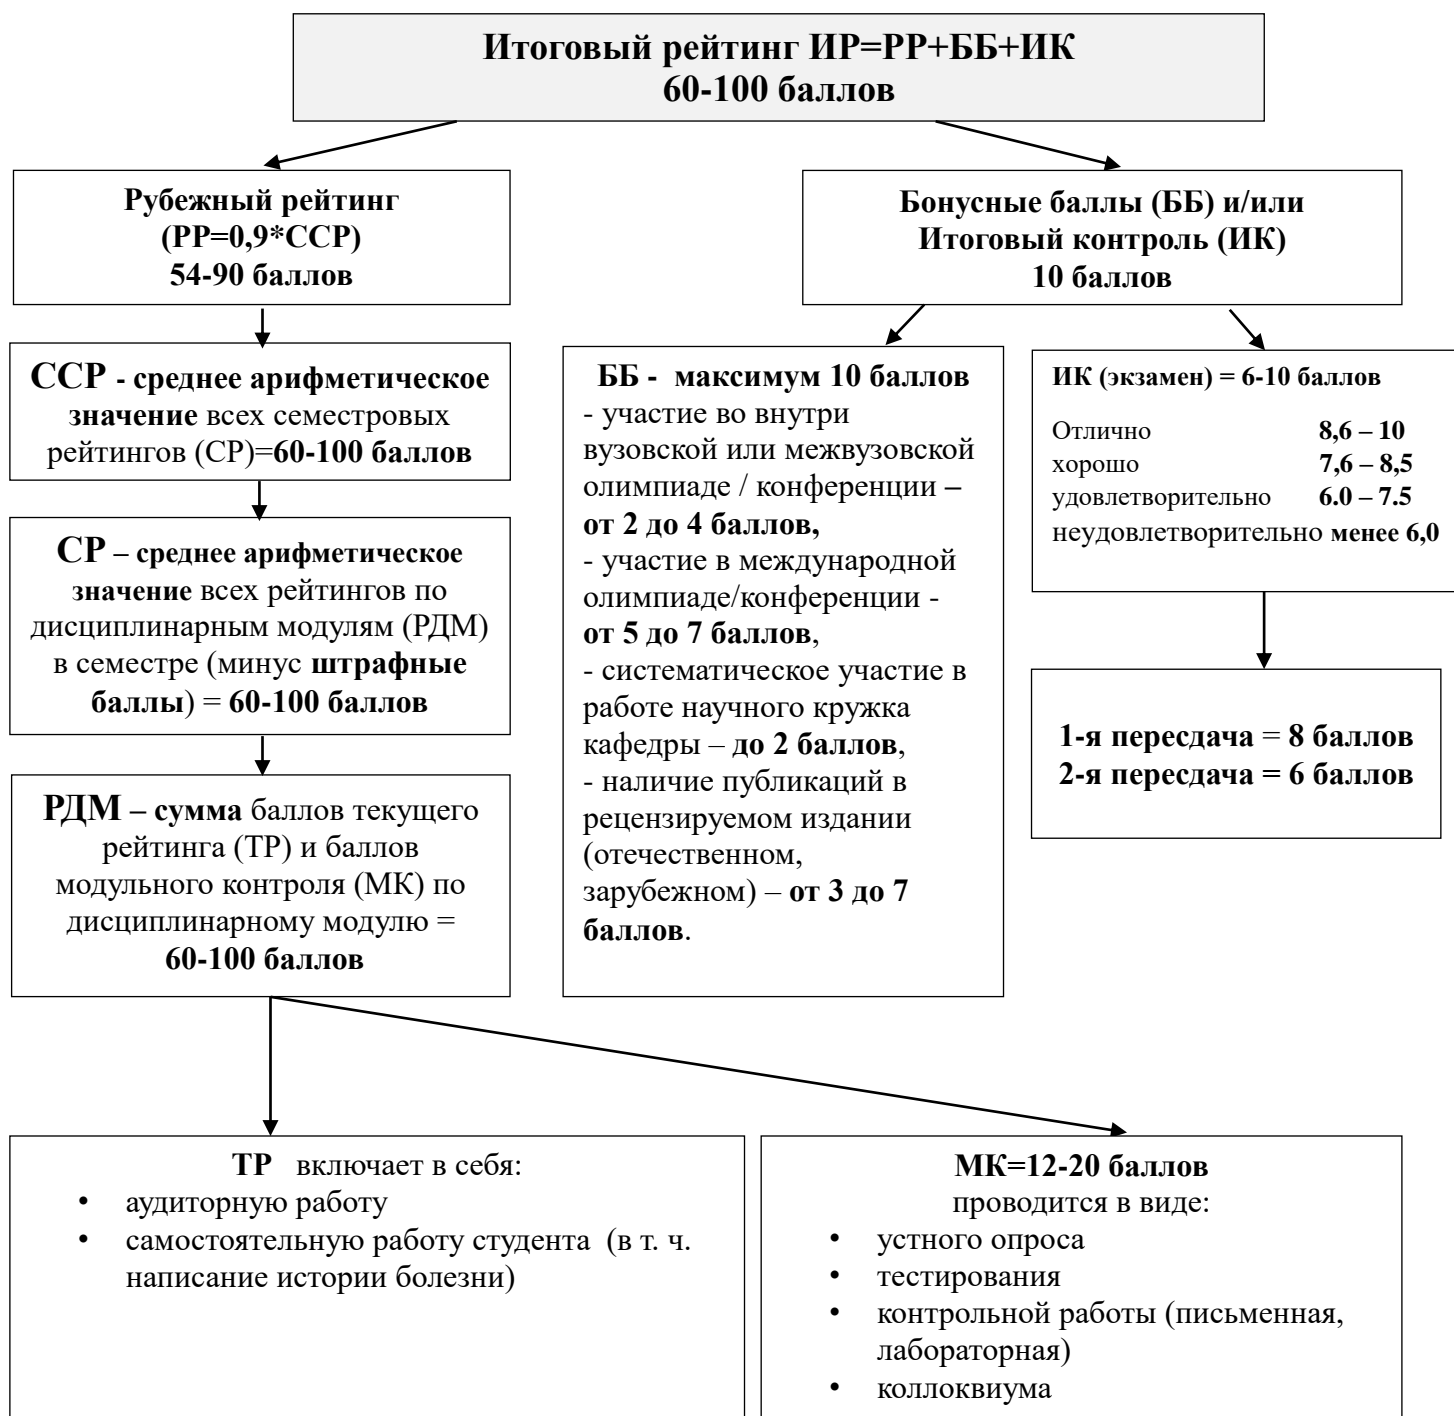 Итоговый рейтинг ИР=РР+ББ+ИК
60-100 баллов
Рубежный рейтинг
(РР=0,9*ССР)
54-90 баллов
Бонусные баллы (ББ) и/или
Итоговый контроль (ИК)
10 баллов
ССР - среднее арифметическое
значение всех семестровых
рейтингов (СР)=60-100 баллов
СР – среднее арифметическое
значение всех рейтингов по
дисциплинарным модулям (РДМ)
в семестре (минус штрафные
баллы) = 60-100 баллов
РДМ – сумма баллов текущего
рейтинга (ТР) и баллов
модульного контроля (МК) по
дисциплинарному модулю =
60-100 баллов
ББ - максимум 10 баллов
- участие во внутри
вузовской или межвузовской
олимпиаде / конференции –
от 2 до 4 баллов,
- участие в международной
олимпиаде/конференции -
от 5 до 7 баллов,
- систематическое участие в
работе научного кружка
кафедры – до 2 баллов,
- наличие публикаций в
рецензируемом издании
(отечественном,
зарубежном) – от 3 до 7
баллов.
ИК (экзамен) = 6-10 баллов
Отлично 8,6 – 10
хорошо 7,6 – 8,5
удовлетворительно 6.0 – 7.5
неудовлетворительно менее 6,0
1-я пересдача = 8 баллов
2-я пересдача = 6 баллов
ТР включает в себя:
• аудиторную работу
• самостоятельную работу студента (в т. ч.
написание истории болезни)
МК=12-20 баллов
проводится в виде:
• устного опроса
• тестирования
• контрольной работы (письменная,
лабораторная)
• коллоквиума